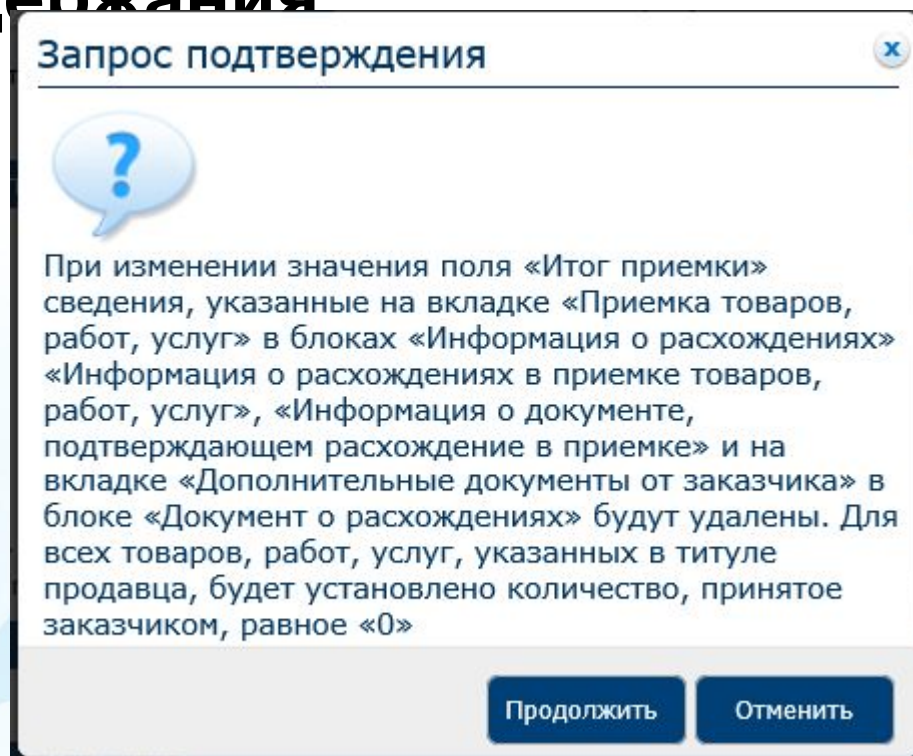 держания
Запрос подтверждения
x
?
При изменении значения поля «Итог приемки»
сведения, указанные на вкладке «Приемка товаров,
работ, услуг» в блоках «Информация о расхождениях»
«Информация о расхождениях в приемке товаров,
работ, услуг», «Информация о документе,
подтверждающем расхождение в приемке» и на
вкладке «Дополнительные документы от заказчика» в
блоке «Документ о расхождениях» будут удалены. Для
всех товаров, работ, услуг, указанных в титуле
продавца, будет установлено количество, принятое
заказчиком, равное «0»
Продолжить Отменить